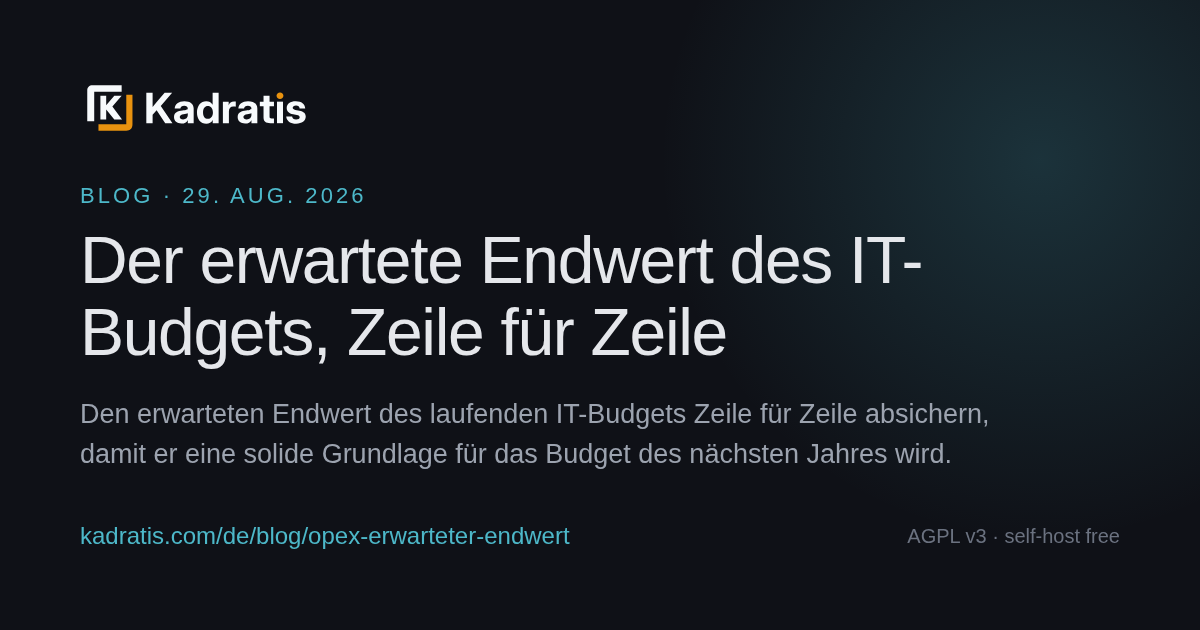 K Kadratis
BLOG · 29. AUG. 2026
Der erwartete Endwert des IT-
Budgets, Zeile für Zeile
Den erwarteten Endwert des laufenden IT-Budgets Zeile für Zeile absichern,
damit er eine solide Grundlage für das Budget des nächsten Jahres wird.
kadratis.com/de/blog/opex-erwarteter-endwert
AGPL v3 · self-host free